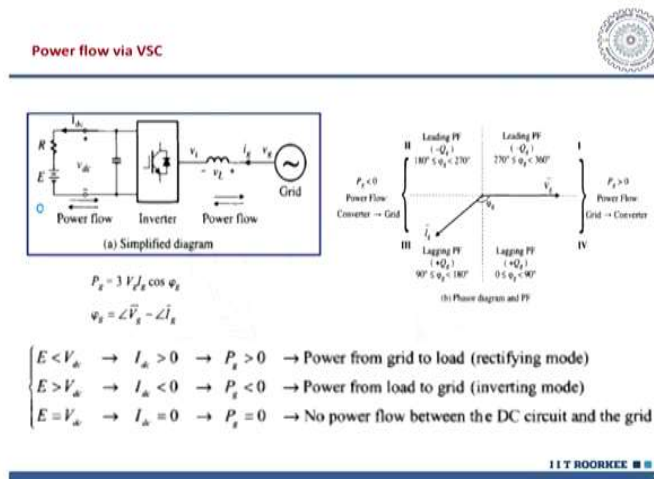 Power flow via VSC
I_dc
R
E
v_dc
0
v_i
v_L
i_g
v_g
Grid
Power flow
Inverter
Power flow
(a) Simplified diagram
P_g = 3 V_g I_g cos φ_g
φ_g = ∠V̄_g − ∠Ī_g
II
Leading PF
(-Q_g)
180° ≤ φ_g < 270°
Leading PF
(-Q_g)
270° ≤ φ_g < 360°
I
P_g<0
Power Flow
Converter → Grid
V̄_g
φ_g
Ī_g
P_g>0
Power Flow
Grid → Converter
III
Lagging PF
(+Q_g)
90° ≤ φ_g < 180°
Lagging PF
(+Q_g)
0 ≤ φ_g < 90°
IV
(b) Phasor diagram and PF
E < V_dc → I_dc > 0 → P_g > 0 → Power from grid to load (rectifying mode)
E > V_dc → I_dc < 0 → P_g < 0 → Power from load to grid (inverting mode)
E = V_dc → I_dc = 0 → P_g = 0 → No power flow between the DC circuit and the grid
IIT ROORKEE